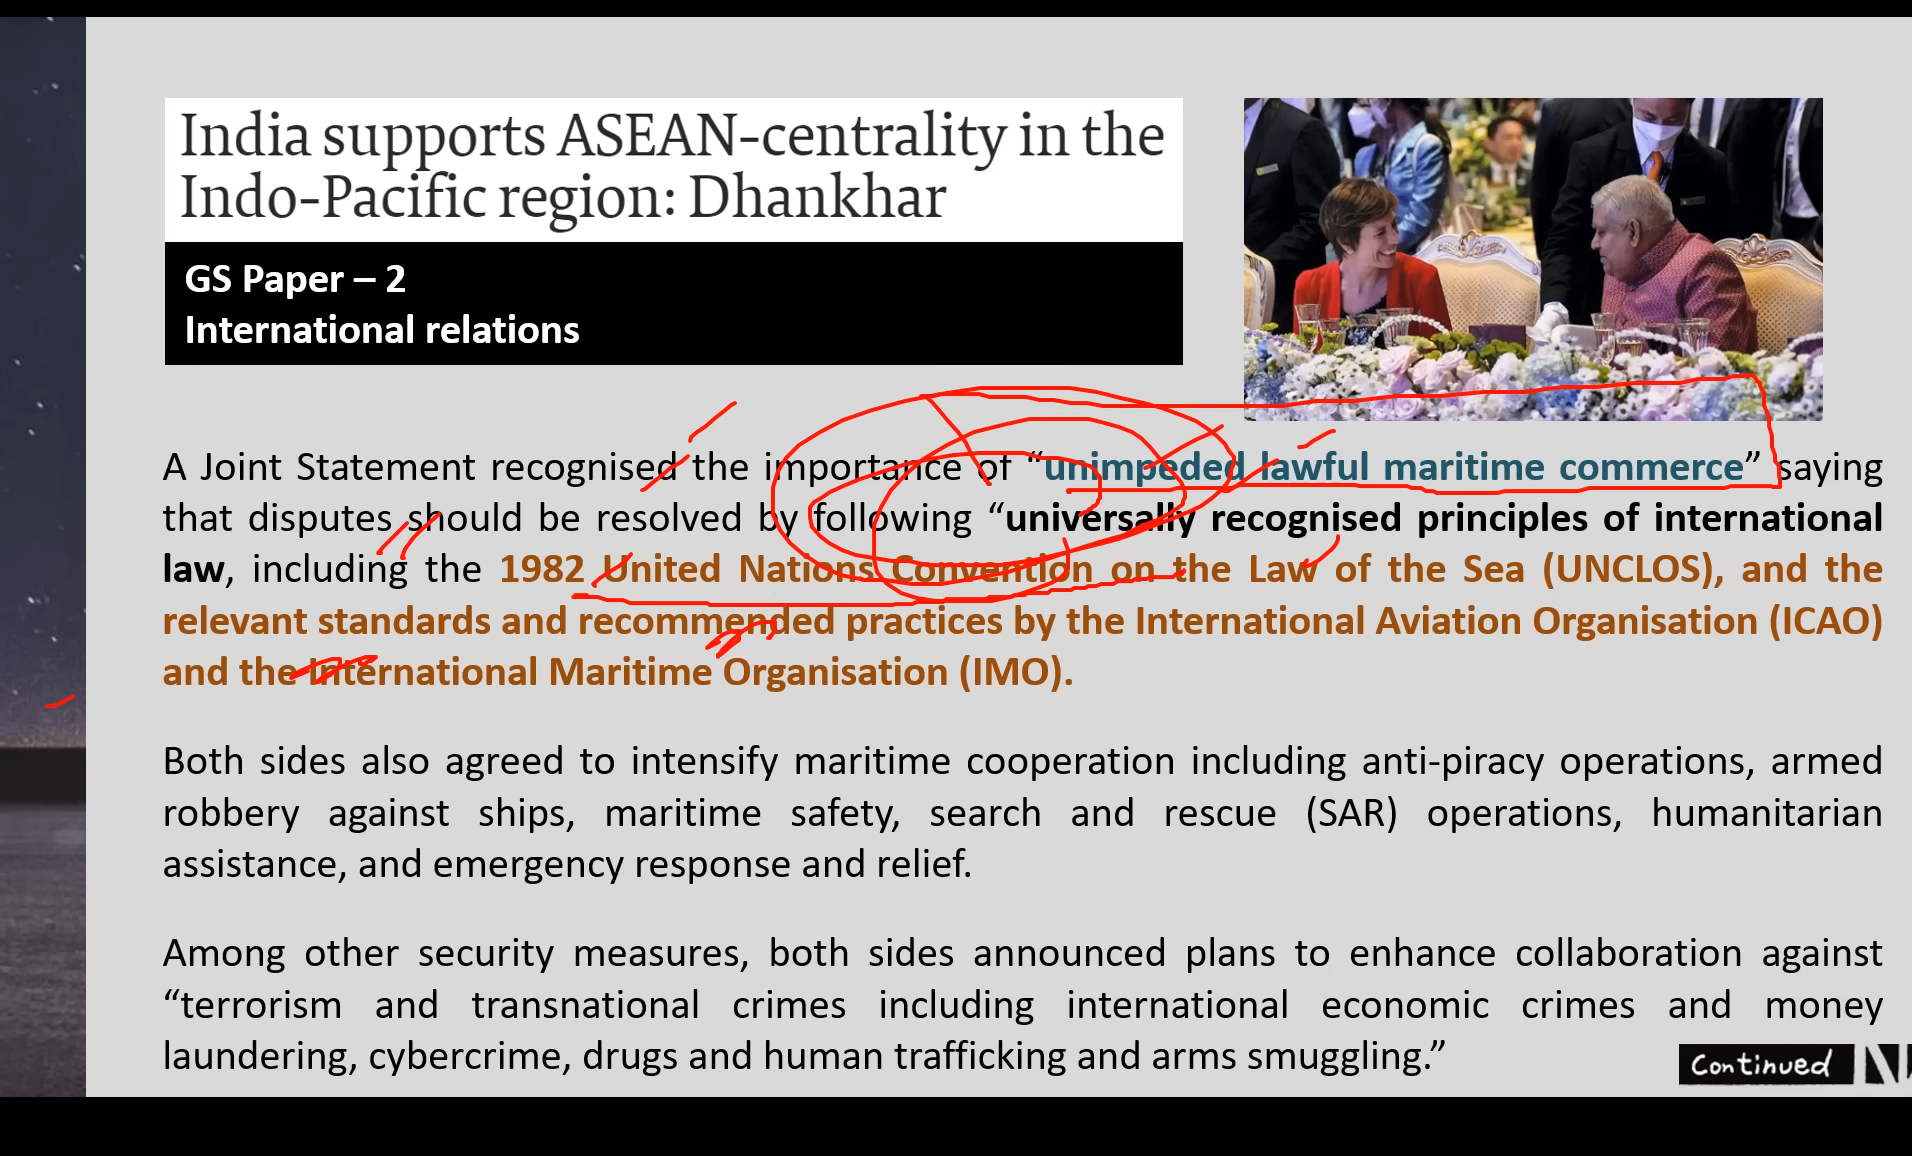 India supports ASEAN-centrality in the
Indo-Pacific region: Dhankhar
GS Paper – 2
International relations
A Joint Statement recognised the importance of “unimpeded lawful maritime commerce” saying
that disputes should be resolved by following “universally recognised principles of international
law, including the 1982 United Nations Convention on the Law of the Sea (UNCLOS), and the
relevant standards and recommended practices by the International Aviation Organisation (ICAO)
and the International Maritime Organisation (IMO).
Both sides also agreed to intensify maritime cooperation including anti-piracy operations, armed
robbery against ships, maritime safety, search and rescue (SAR) operations, humanitarian
assistance, and emergency response and relief.
Among other security measures, both sides announced plans to enhance collaboration against
“terrorism and transnational crimes including international economic crimes and money
laundering, cybercrime, drugs and human trafficking and arms smuggling.”
Continued